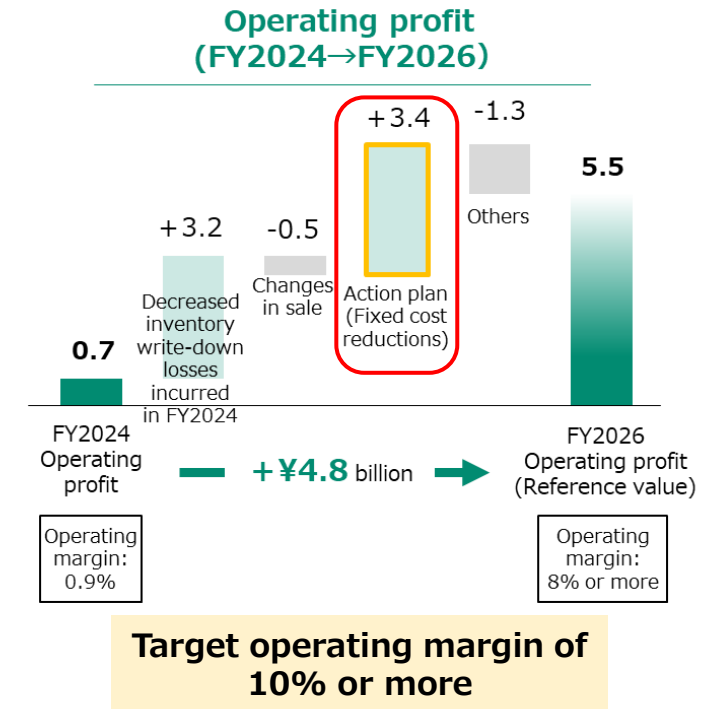 Operating profit
(FY2024→FY2026)
+3.2
-0.5
+3.4
-1.3
5.5
0.7
Decreased
inventory
write-down
losses
incurred
in FY2024
Changes
in sale
Action plan
(Fixed cost
reductions)
Others
FY2024
Operating
profit
+¥4.8 billion
FY2026
Operating profit
(Reference value)
Operating
margin:
0.9%
Operating
margin:
8% or more
Target operating margin of
10% or more